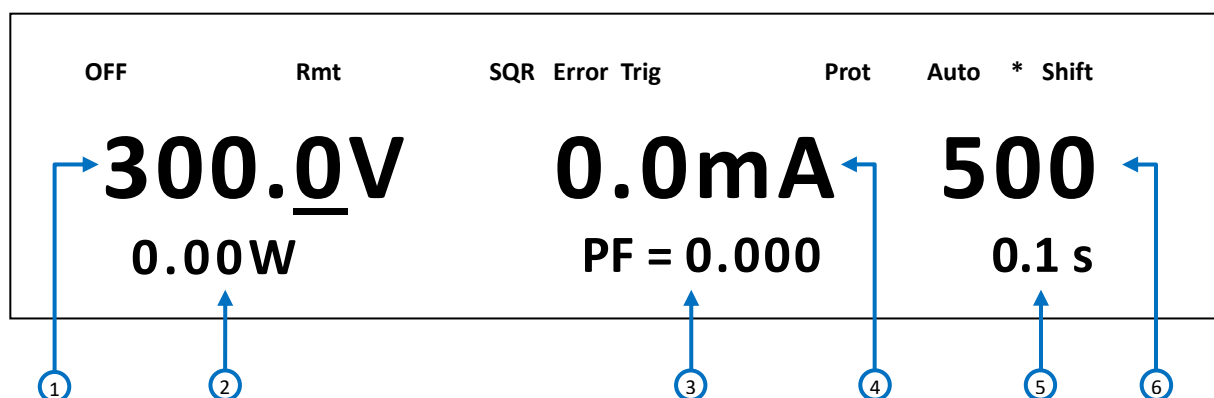 OFF Rmt SQR Error Trig Prot Auto * Shift
300.0V 0.0mA 500
0.00W PF = 0.000 0.1 s
1 2 3 4 5 6